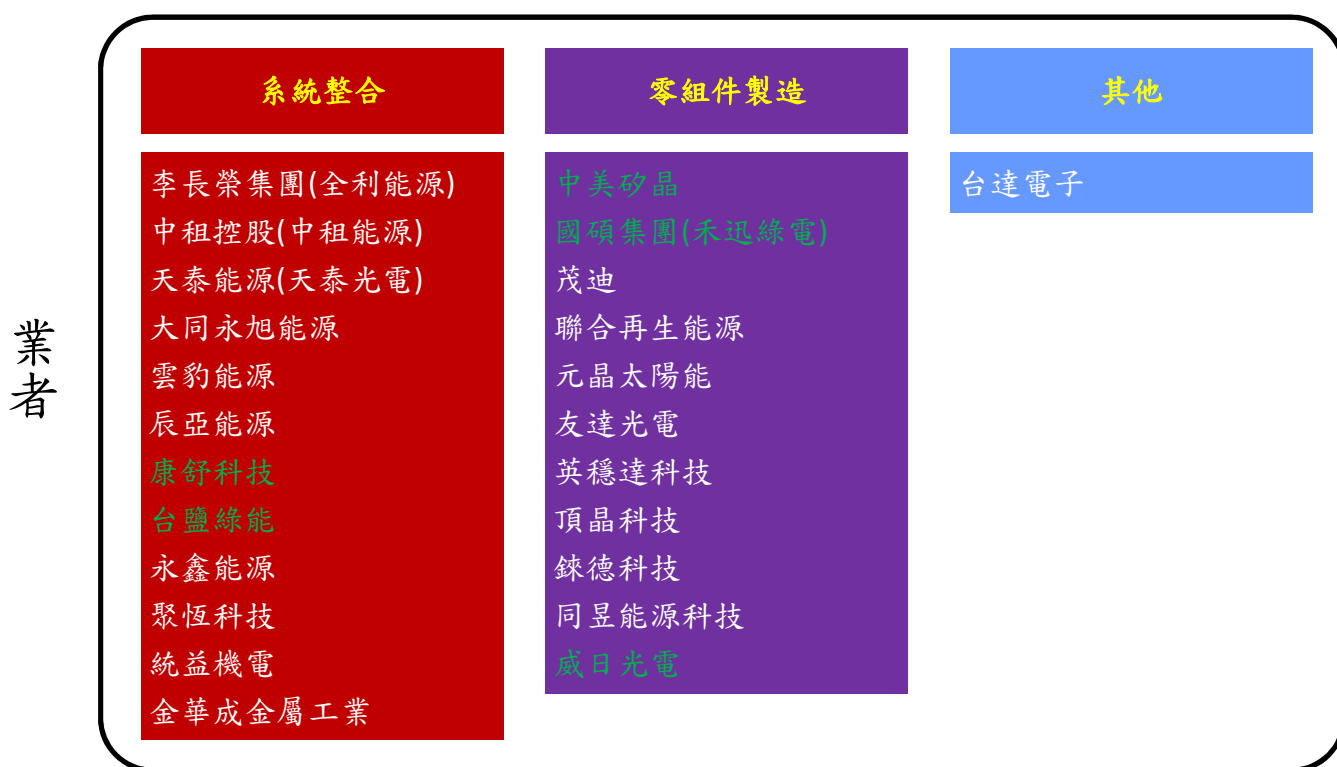 業者
系統整合
李長榮集團(全利能源)
中租控股(中租能源)
天泰能源(天泰光電)
大同永旭能源
雲豹能源
辰亞能源
康舒科技
台鹽綠能
永鑫能源
聚恆科技
統益機電
金華成金屬工業
零組件製造
中美矽晶
國碩集團(禾迅綠電)
茂迪
聯合再生能源
元晶太陽能
友達光電
英穩達科技
頂晶科技
錸德科技
同昱能源科技
威日光電
其他
台達電子